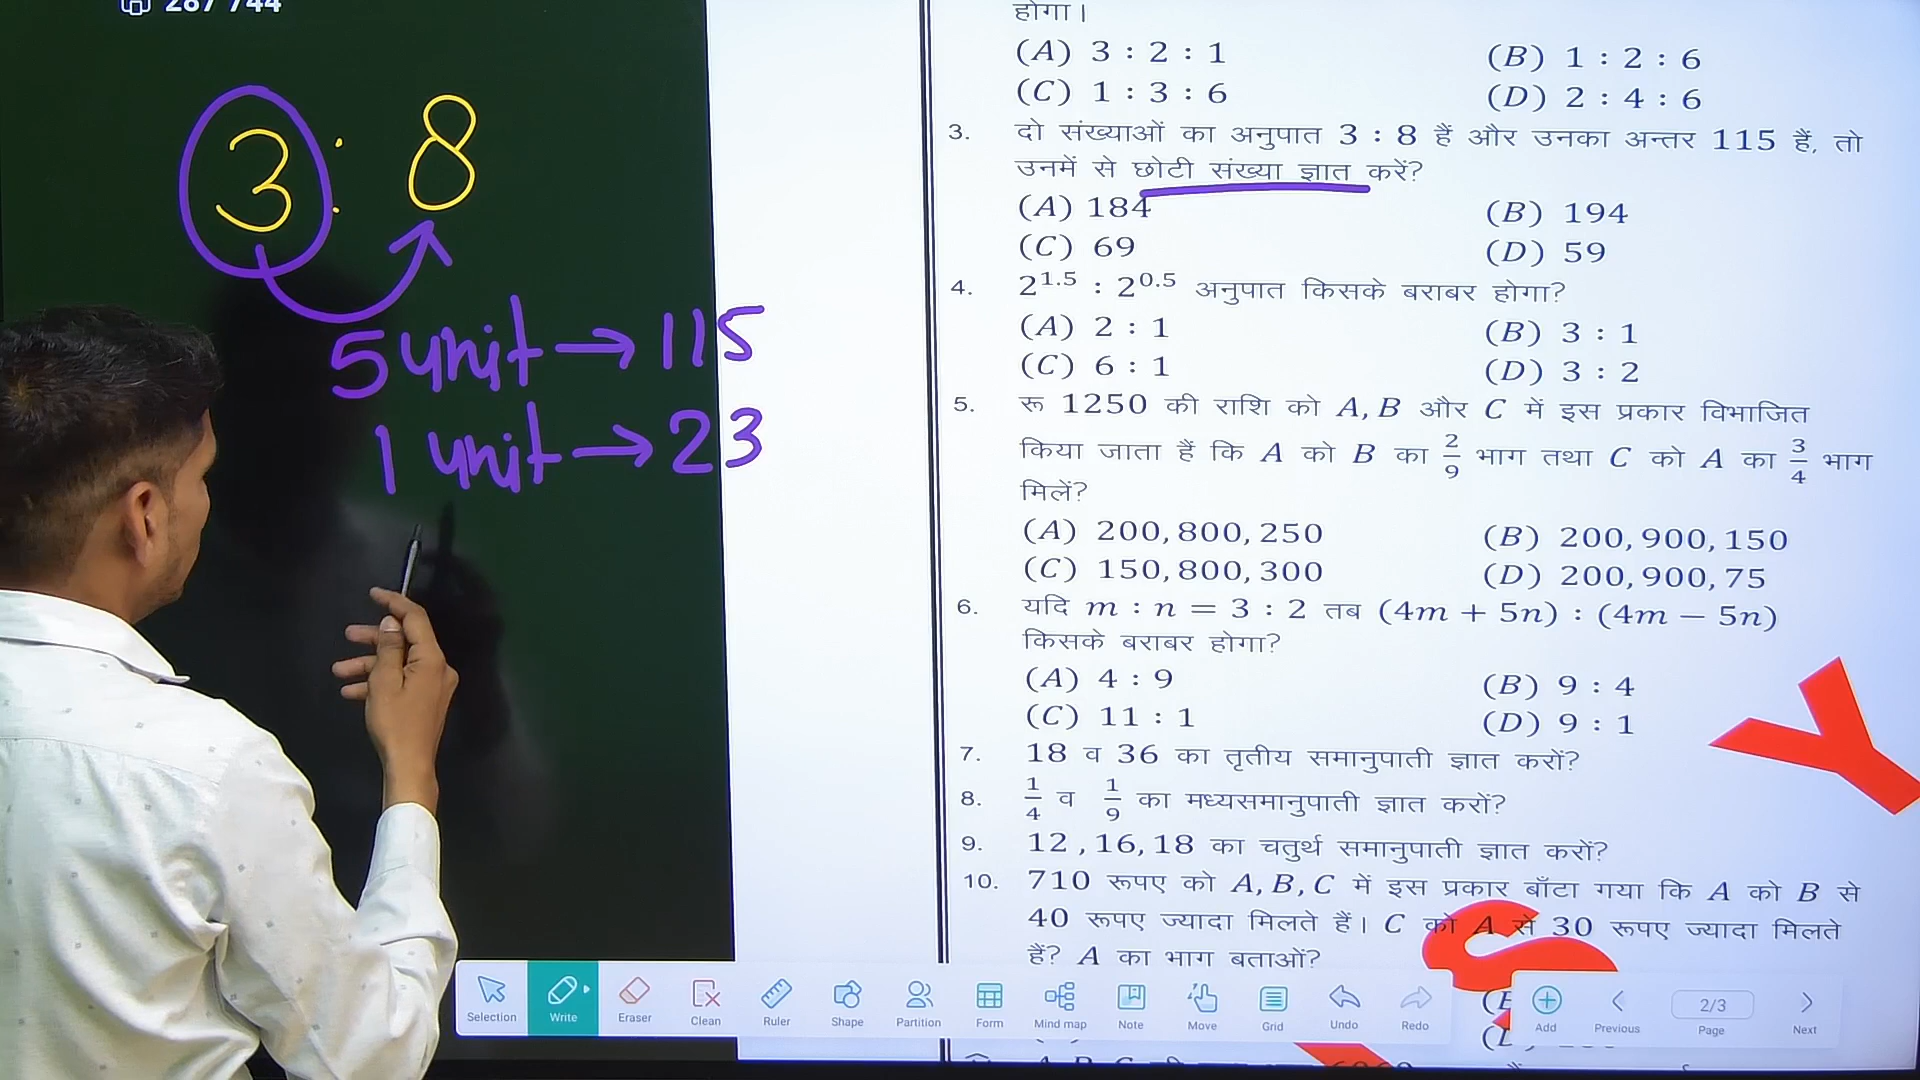 287 744
3 : 8
5 unit → 115
1 unit → 23
होगा।
(A) 3 : 2 : 1 (B) 1 : 2 : 6
(C) 1 : 3 : 6 (D) 2 : 4 : 6
3. दो संख्याओं का अनुपात 3 : 8 हैं और उनका अन्तर 115 हैं, तो
उनमें से छोटी संख्या ज्ञात करें?
(A) 184 (B) 194
(C) 69 (D) 59
4. 2^1.5 : 2^0.5 अनुपात किसके बराबर होगा?
(A) 2 : 1 (B) 3 : 1
(C) 6 : 1 (D) 3 : 2
5. रू 1250 की राशि को A, B और C में इस प्रकार विभाजित
किया जाता हैं कि A को B का 2/9 भाग तथा C को A का 3/4 भाग
मिलें?
(A) 200, 800, 250 (B) 200, 900, 150
(C) 150, 800, 300 (D) 200, 900, 75
6. यदि m : n = 3 : 2 तब (4m + 5n) : (4m − 5n)
किसके बराबर होगा?
(A) 4 : 9 (B) 9 : 4
(C) 11 : 1 (D) 9 : 1
7. 18 व 36 का तृतीय समानुपाती ज्ञात करों?
8. 1/4 व 1/9 का मध्यसमानुपाती ज्ञात करों?
9. 12 , 16, 18 का चतुर्थ समानुपाती ज्ञात करों?
10. 710 रूपए को A, B, C में इस प्रकार बाँटा गया कि A को B से
40 रूपए ज्यादा मिलते हैं। C को A से 30 रूपए ज्यादा मिलते
हैं? A का भाग बताओं?
Y
S
Selection Write Eraser Clean Ruler Shape Partition Form Mind map Note Move Grid Undo Redo
Add Previous 2/3 Page Next